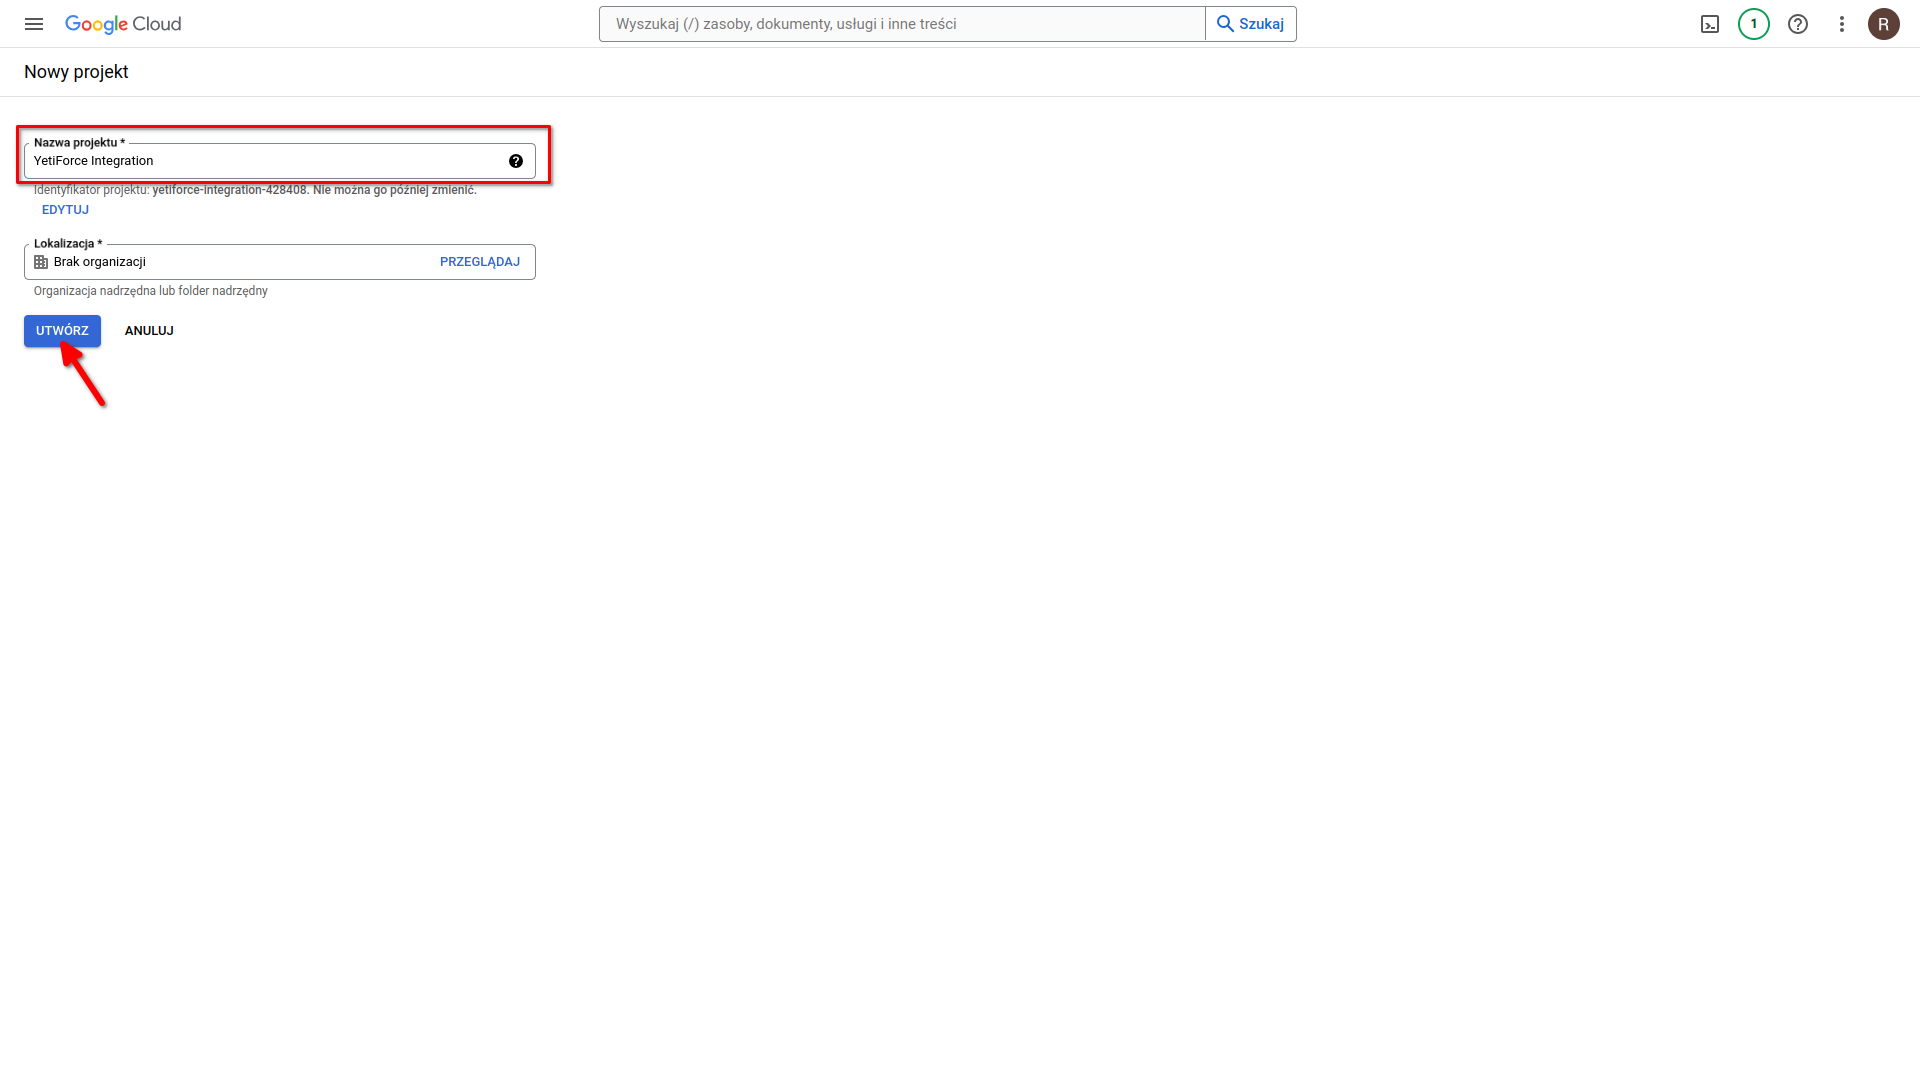 Google Cloud
Wyszukaj (/) zasoby, dokumenty, usługi i inne treści
Szukaj
1
R
Nowy projekt
Nazwa projektu *
YetiForce Integration
Identyfikator projektu: yetiforce-integration-428408. Nie można go później zmienić.
EDYTUJ
Lokalizacja *
Brak organizacji
PRZEGLĄDAJ
Organizacja nadrzędna lub folder nadrzędny
UTWÓRZ
ANULUJ